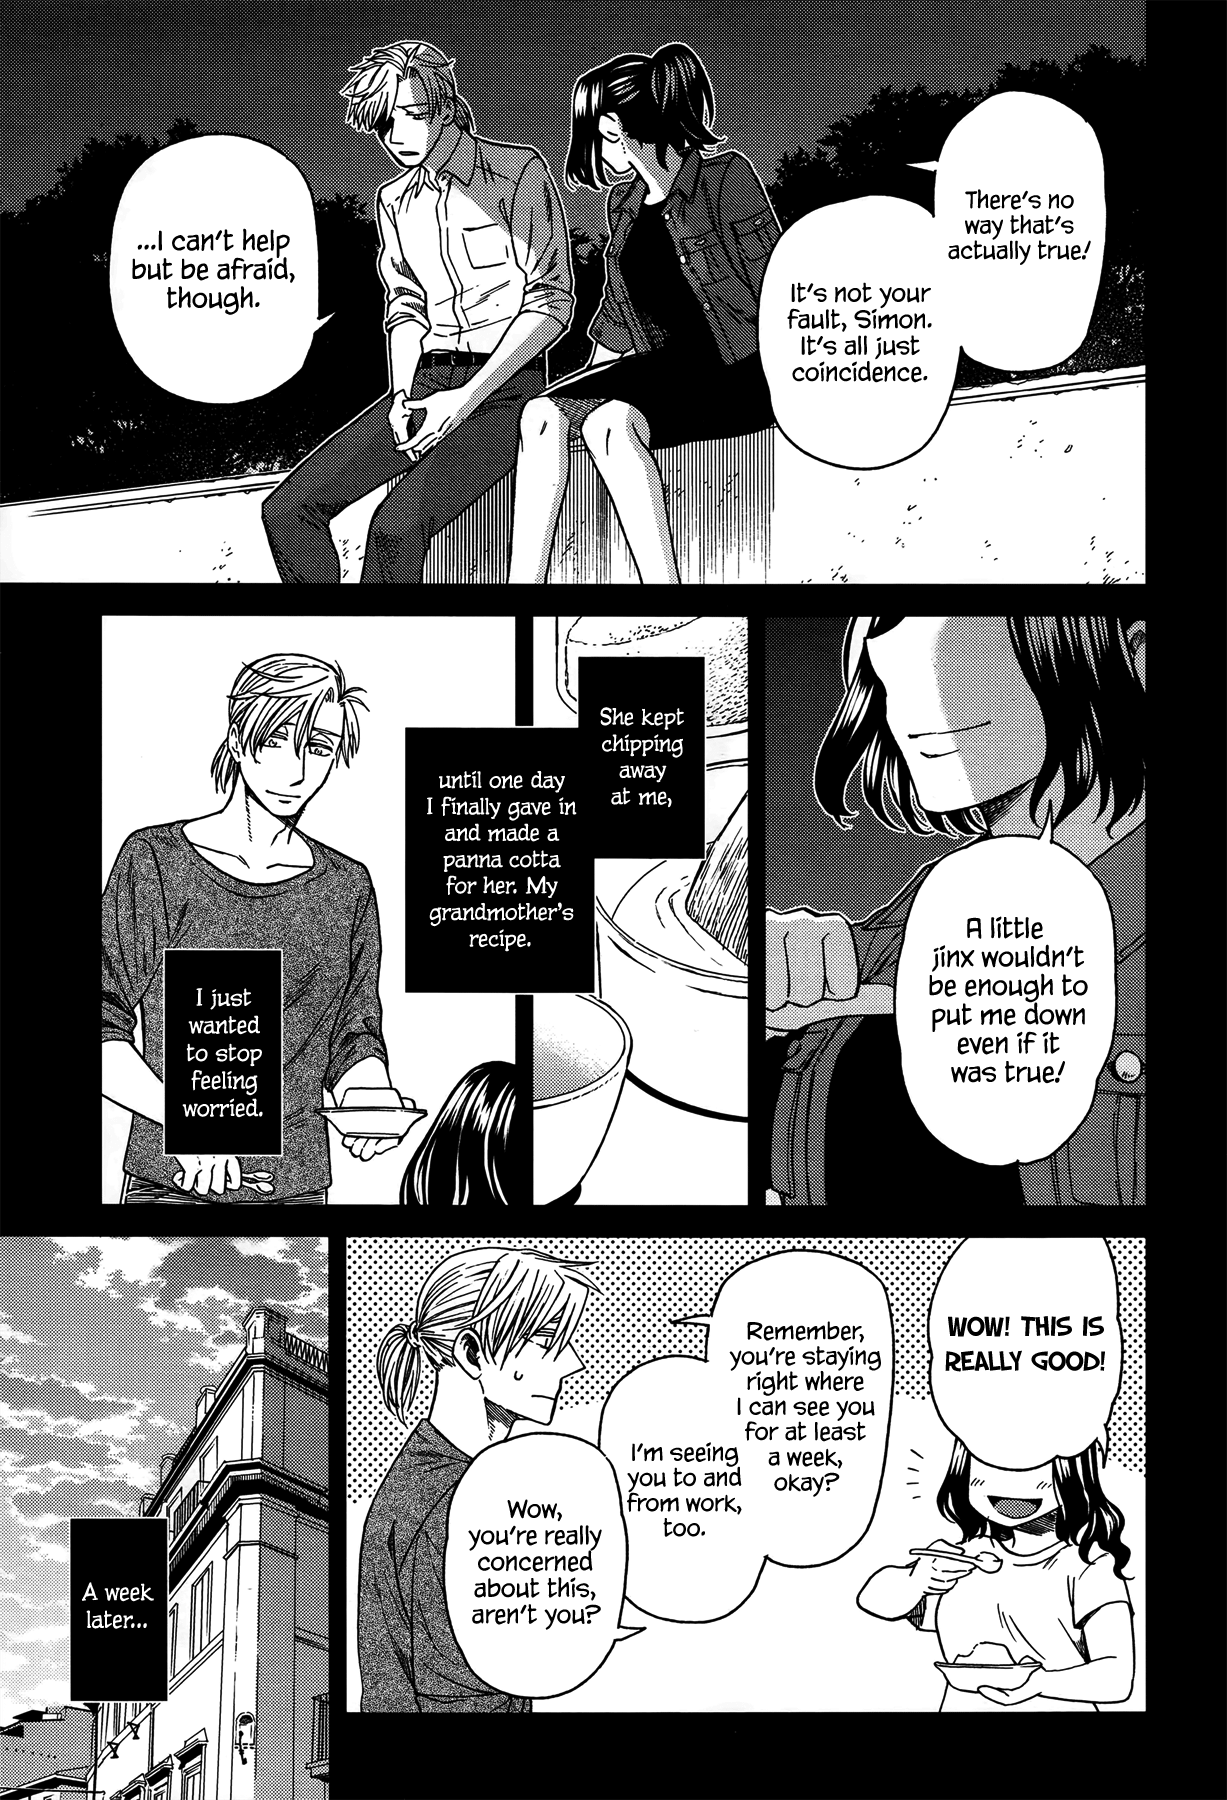 There's no
way that's
actually true!
It's not your
fault, Simon.
It's all just
coincidence.
...I can't help
but be afraid,
though.
A little
jinx wouldn't
be enough to
put me down
even if it
was true!
She kept
chipping
away
at me,
until one day
I finally gave in
and made a
panna cotta
for her. My
grandmother's
recipe.
I just
wanted
to stop
feeling
worried.
WOW! THIS IS
REALLY GOOD!
Remember,
you're staying
right where
I can see you
for at least
a week,
okay?
I'm seeing
you to and
from work,
too.
Wow,
you're really
concerned
about this,
aren't you?
A week
later...